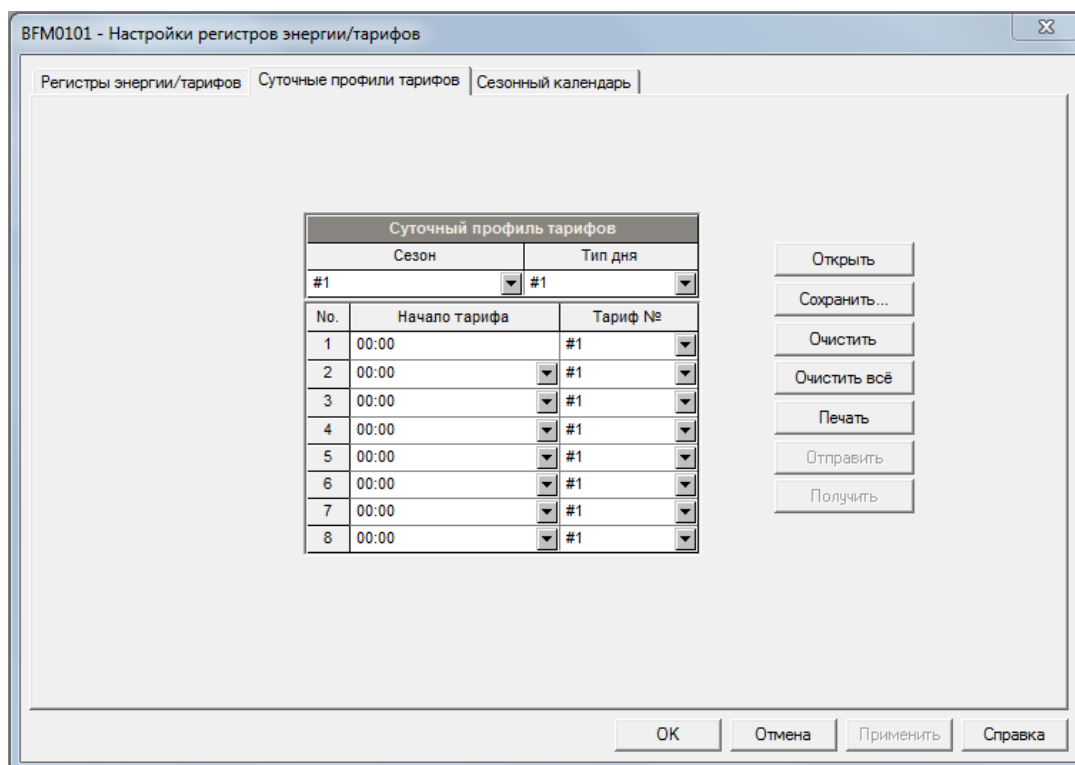 BFM0101 - Настройки регистров энергии/тарифов
Регистры энергии/тарифов Суточные профили тарифов Сезонный календарь
Суточный профиль тарифов
Сезон Тип дня
#1 #1
No. Начало тарифа Тариф №
1 00:00 #1
2 00:00 #1
3 00:00 #1
4 00:00 #1
5 00:00 #1
6 00:00 #1
7 00:00 #1
8 00:00 #1
Открыть
Сохранить...
Очистить
Очистить всё
Печать
Отправить
Получить
OK Отмена Применить Справка